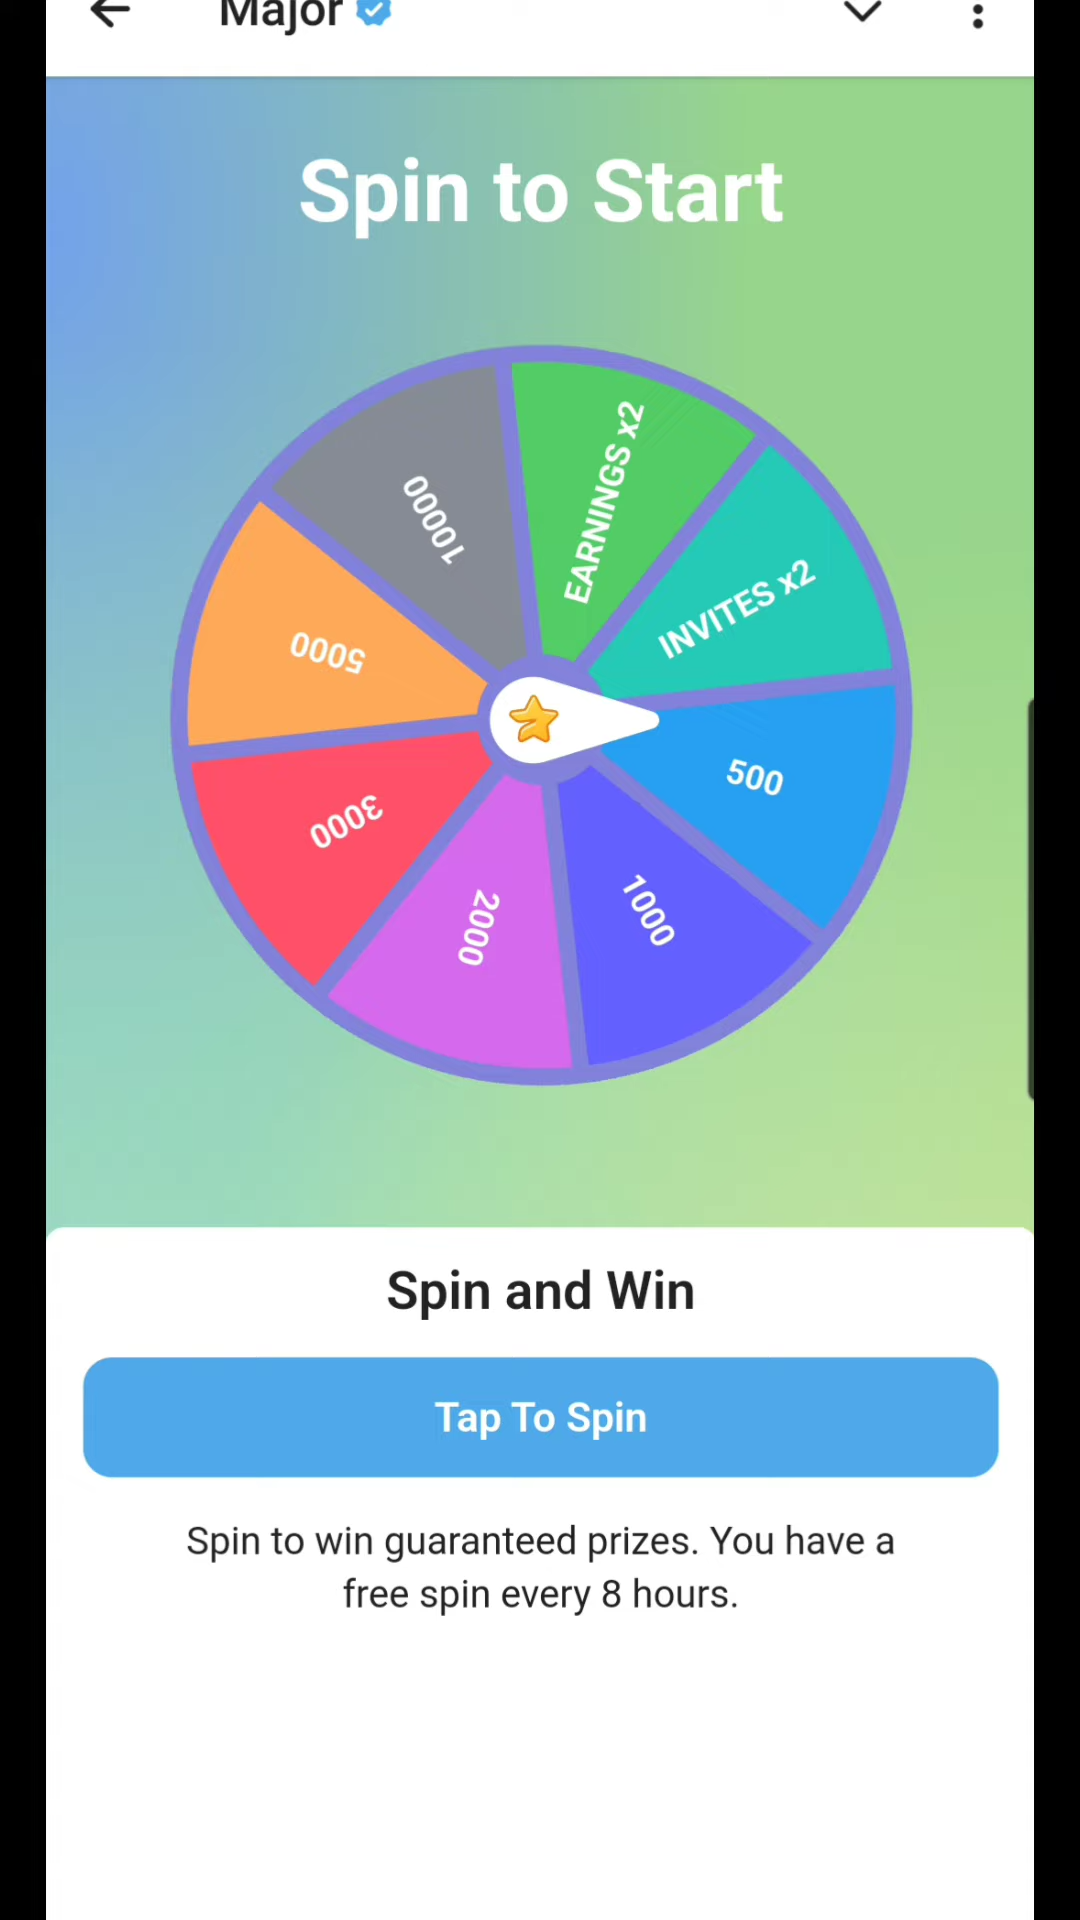 Major
Spin to Start
EARNINGS x2
INVITES x2
500
1000
2000
3000
5000
10000
Spin and Win
Tap To Spin
Spin to win guaranteed prizes. You have a
free spin every 8 hours.